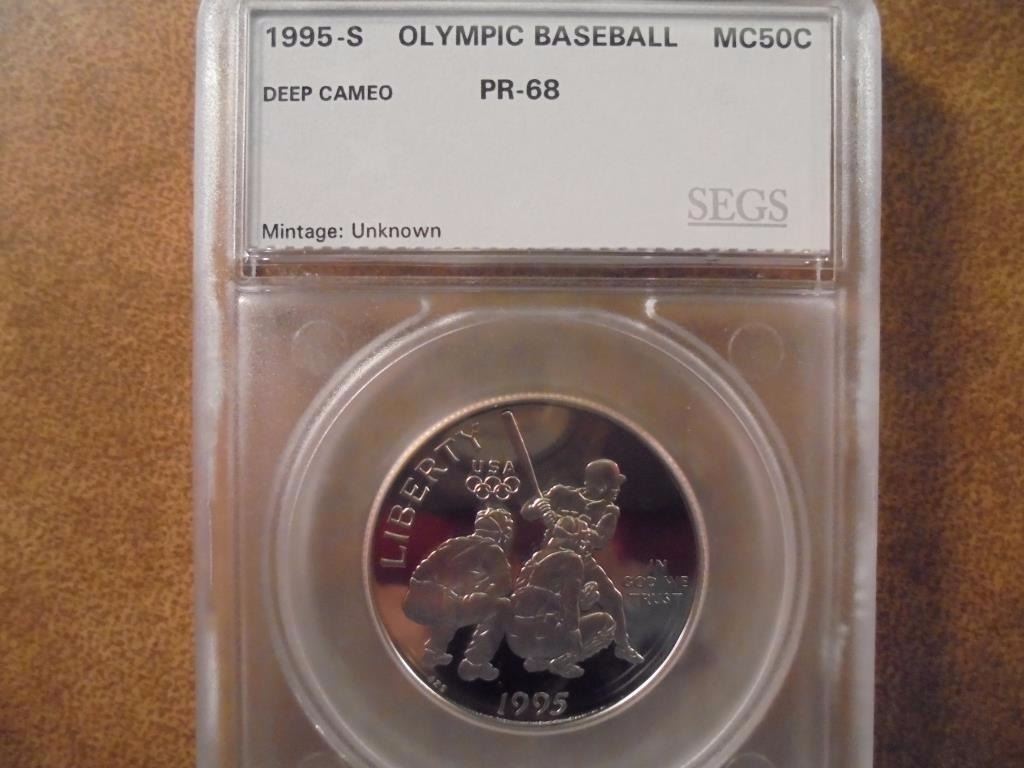 1995-S OLYMPIC BASEBALL MC50C
DEEP CAMEO PR-68
SEGS
Mintage: Unknown
LIBERTY
USA
IN
GOD WE
TRUST
1995